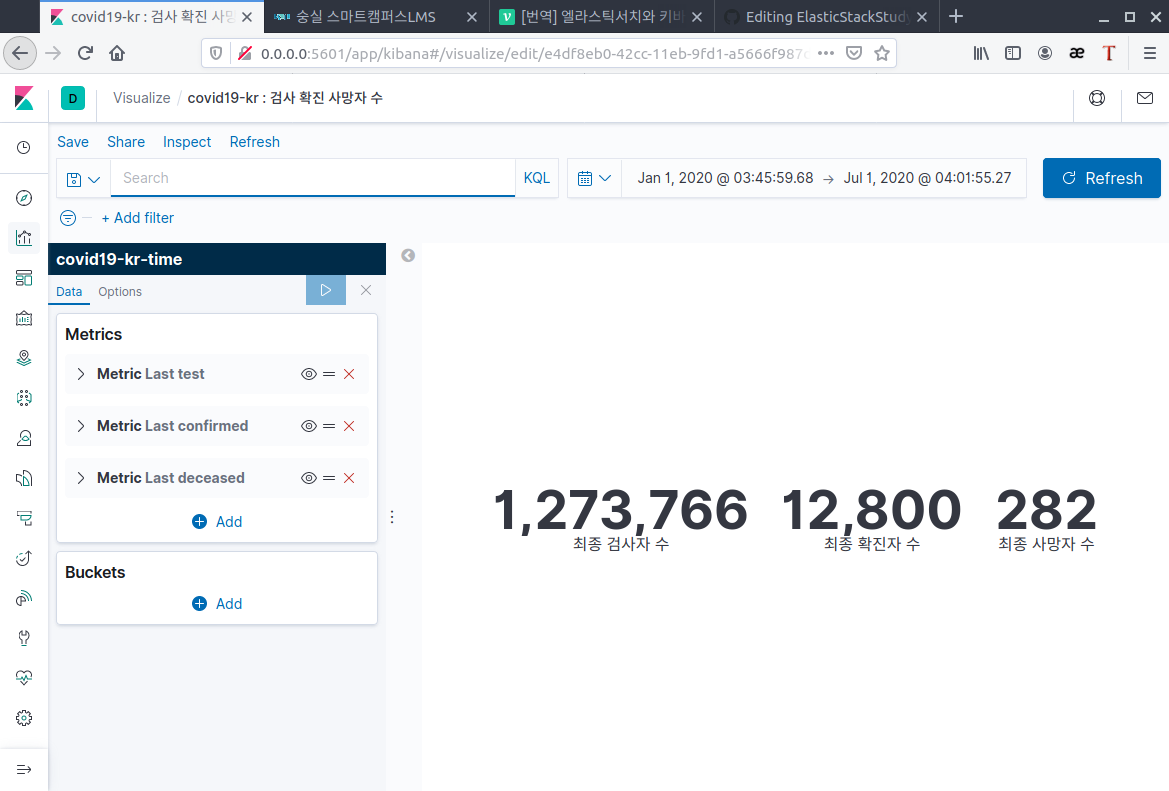 covid19-kr : 검사 확진 사망
숭실 스마트캠퍼스LMS
[번역] 엘라스틱서치와 키비
Editing ElasticStackStudy
0.0.0.0:5601/app/kibana#/visualize/edit/e4df8eb0-42cc-11eb-9fd1-a5666f987c
D
Visualize / covid19-kr : 검사 확진 사망자 수
Save Share Inspect Refresh
Search KQL Jan 1, 2020 @ 03:45:59.68 → Jul 1, 2020 @ 04:01:55.27 Refresh
+ Add filter
covid19-kr-time
Data Options
Metrics
Metric Last test
Metric Last confirmed
Metric Last deceased
Add
Buckets
Add
1,273,766 12,800 282
최종 검사자 수 최종 확진자 수 최종 사망자 수